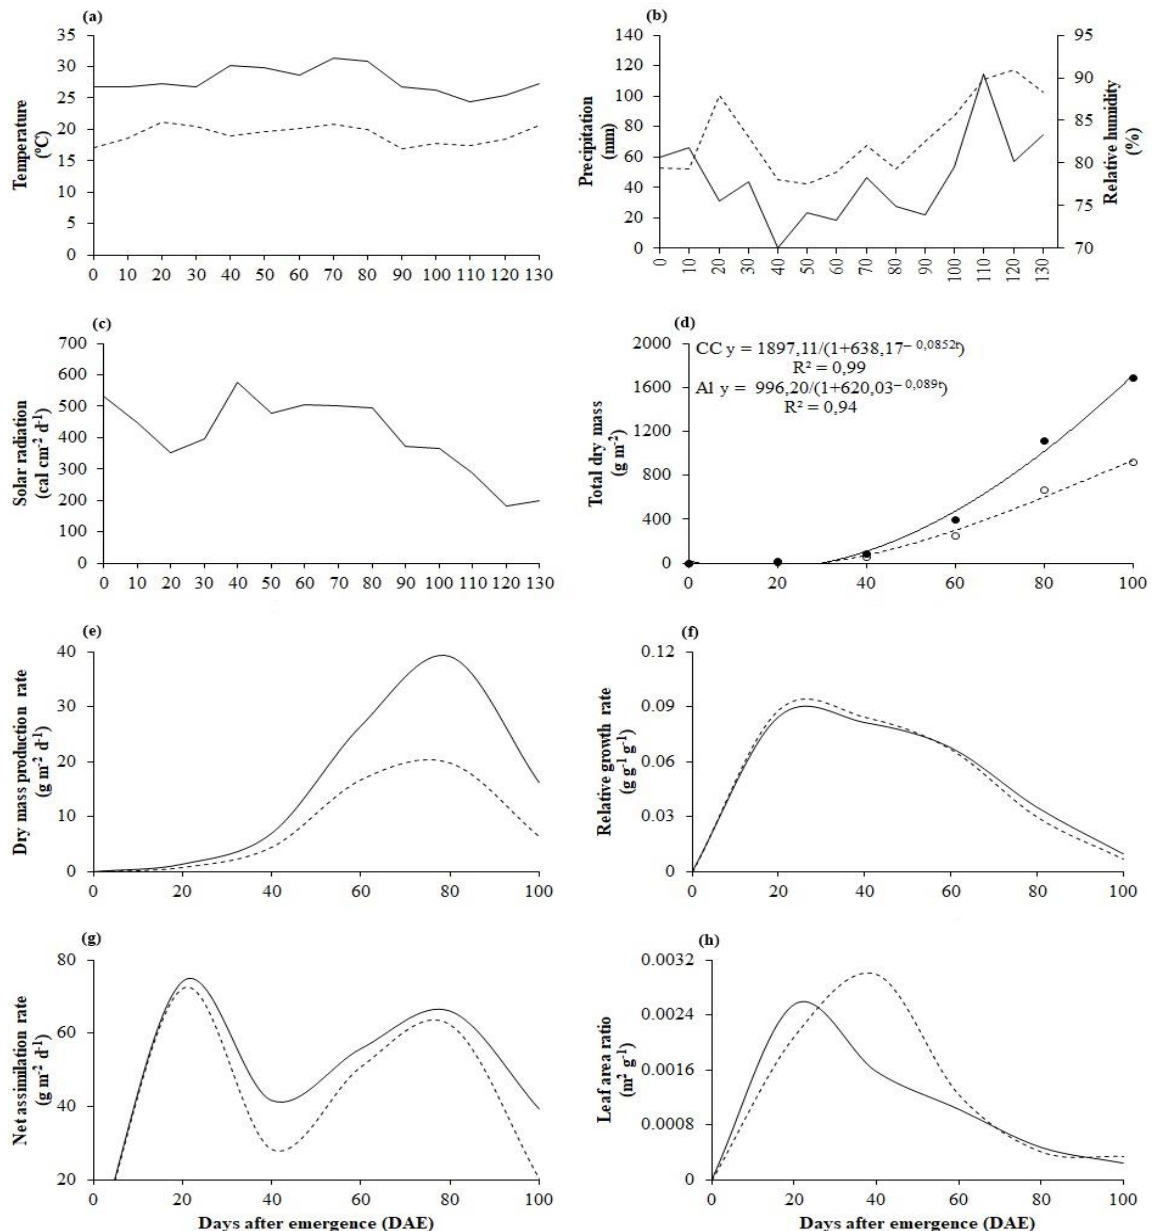 (a)
Temperature
(ºC)
35
30
25
20
15
10
5
0
0 10 20 30 40 50 60 70 80 90 100 110 120 130
(b)
Precipitation
(mm)
140
120
100
80
60
40
20
0
95
90
85
80
75
70
Relative humidity
(%)
0 10 20 30 40 50 60 70 80 90 100 110 120 130
(c)
Solar radiation
(cal cm⁻² d⁻¹)
700
600
500
400
300
200
100
0
0 10 20 30 40 50 60 70 80 90 100 110 120 130
(d)
Total dry mass
(g m⁻²)
2000
1600
1200
800
400
0
CC y = 1897,11/(1+638,17⁻ ⁰,⁰⁸⁵²ᵗ)
R² = 0,99
Al y = 996,20/(1+620,03⁻ ⁰,⁰⁸⁹ᵗ)
R² = 0,94
0 20 40 60 80 100
(e)
Dry mass production rate
(g m⁻² d⁻¹)
40
30
20
10
0
0 20 40 60 80 100
(f)
Relative growth rate
(g g⁻¹ g⁻¹)
0.12
0.09
0.06
0.03
0
0 20 40 60 80 100
(g)
Net assimilation rate
(g m⁻² d⁻¹)
80
60
40
20
0 20 40 60 80 100
Days after emergence (DAE)
(h)
Leaf area ratio
(m² g⁻¹)
0.0032
0.0024
0.0016
0.0008
0
0 20 40 60 80 100
Days after emergence (DAE)